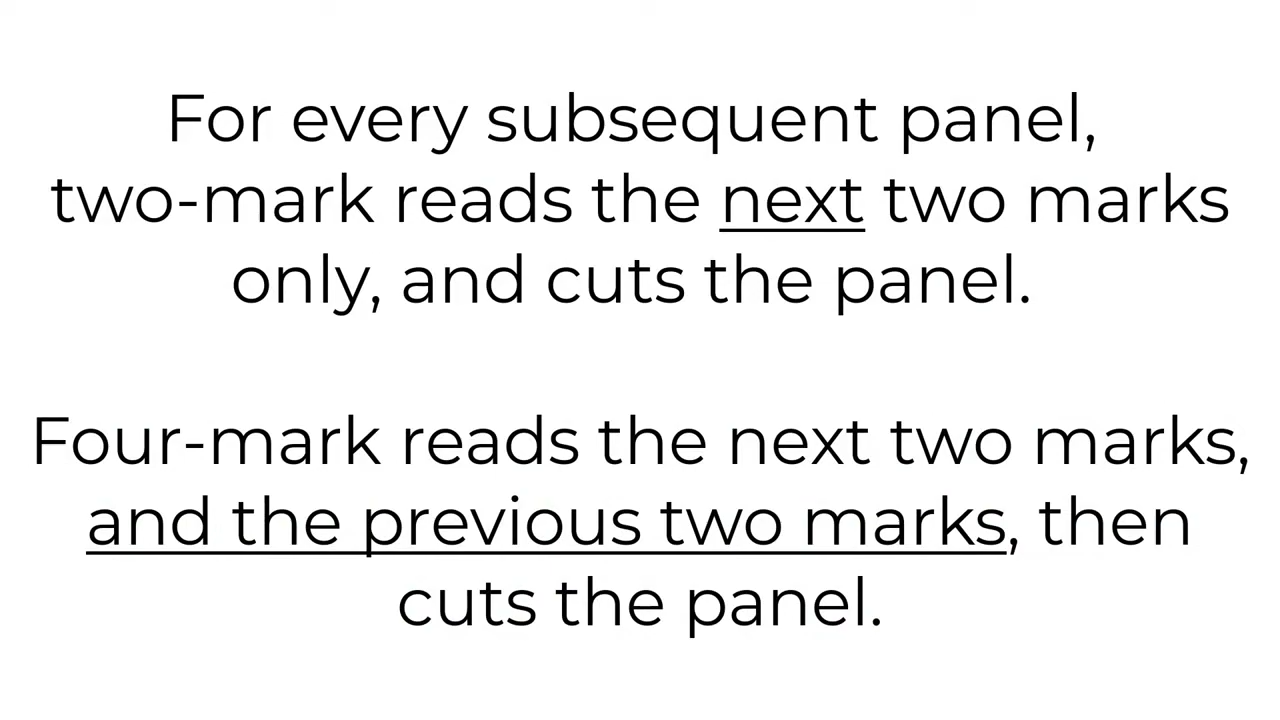 For every subsequent panel,
two-mark reads the next two marks
only, and cuts the panel.
Four-mark reads the next two marks,
and the previous two marks, then
cuts the panel.